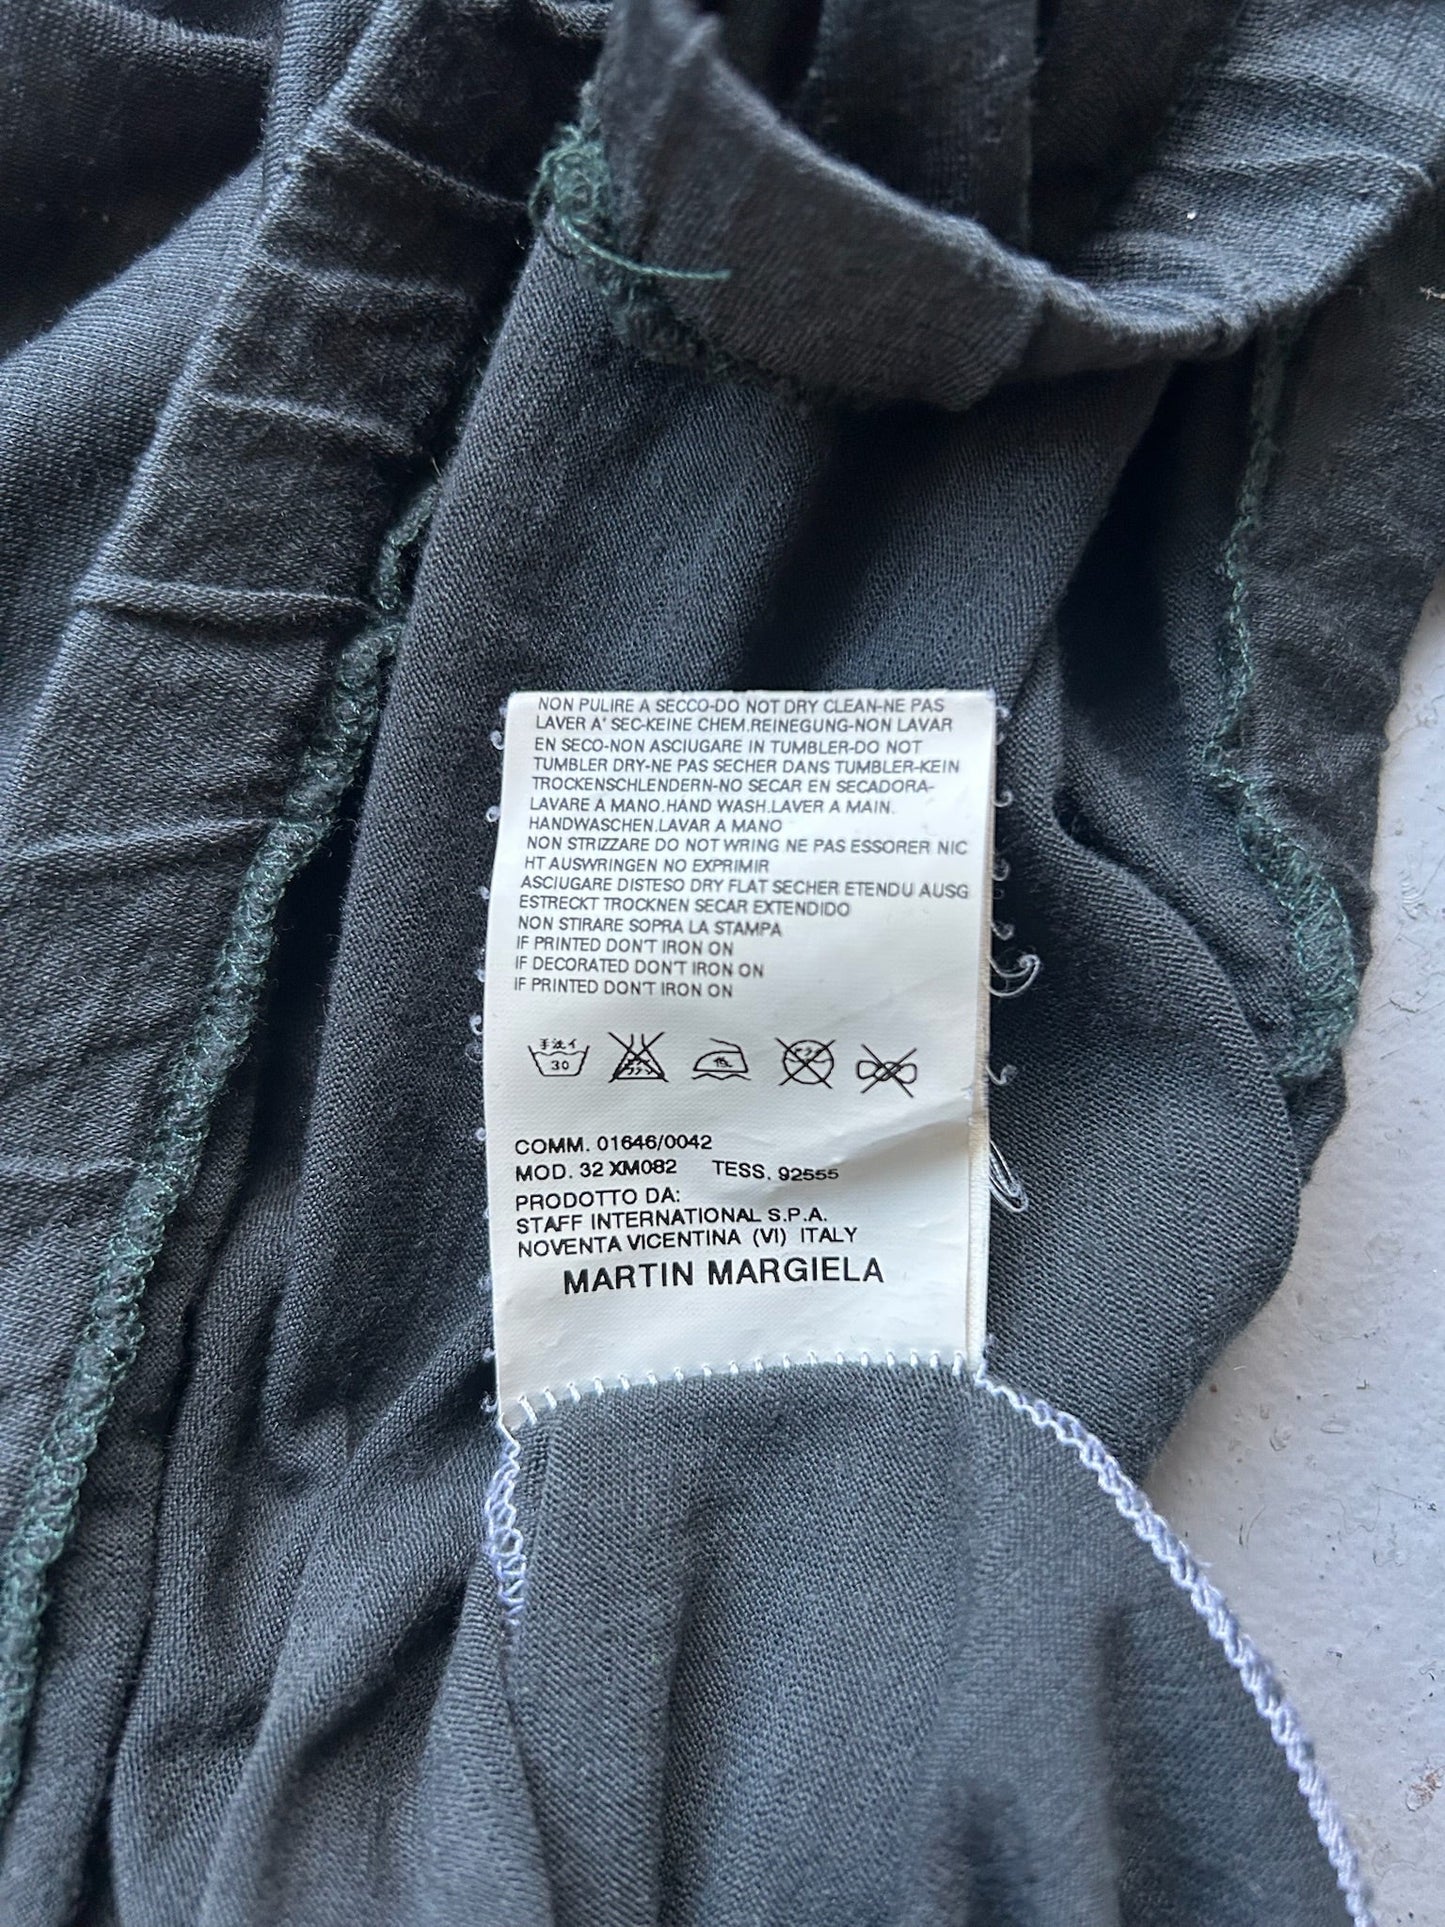 NON PULIRE A SECCO-DO NOT DRY CLEAN-NE PAS
LAVER A' SEC-KEINE CHEM.REINEGUNG-NON LAVAR
EN SECO-NON ASCIUGARE IN TUMBLER-DO NOT
TUMBLER DRY-NE PAS SECHER DANS TUMBLER-KEIN
TROCKENSCHLENDERN-NO SECAR EN SECADORA-
LAVARE A MANO.HAND WASH.LAVER A MAIN.
HANDWASCHEN.LAVAR A MANO
NON STRIZZARE DO NOT WRING NE PAS ESSORER NIC
HT AUSWRINGEN NO EXPRIMIR
ASCIUGARE DISTESO DRY FLAT SECHER ETENDU AUSG
ESTRECKT TROCKNEN SECAR EXTENDIDO
NON STIRARE SOPRA LA STAMPA
IF PRINTED DON'T IRON ON
IF DECORATED DON'T IRON ON
IF PRINTED DON'T IRON ON
手洗イ
30
低
COMM. 01646/0042
MOD. 32 XM082 TESS. 92555
PRODOTTO DA:
STAFF INTERNATIONAL S.P.A.
NOVENTA VICENTINA (VI) ITALY
MARTIN MARGIELA